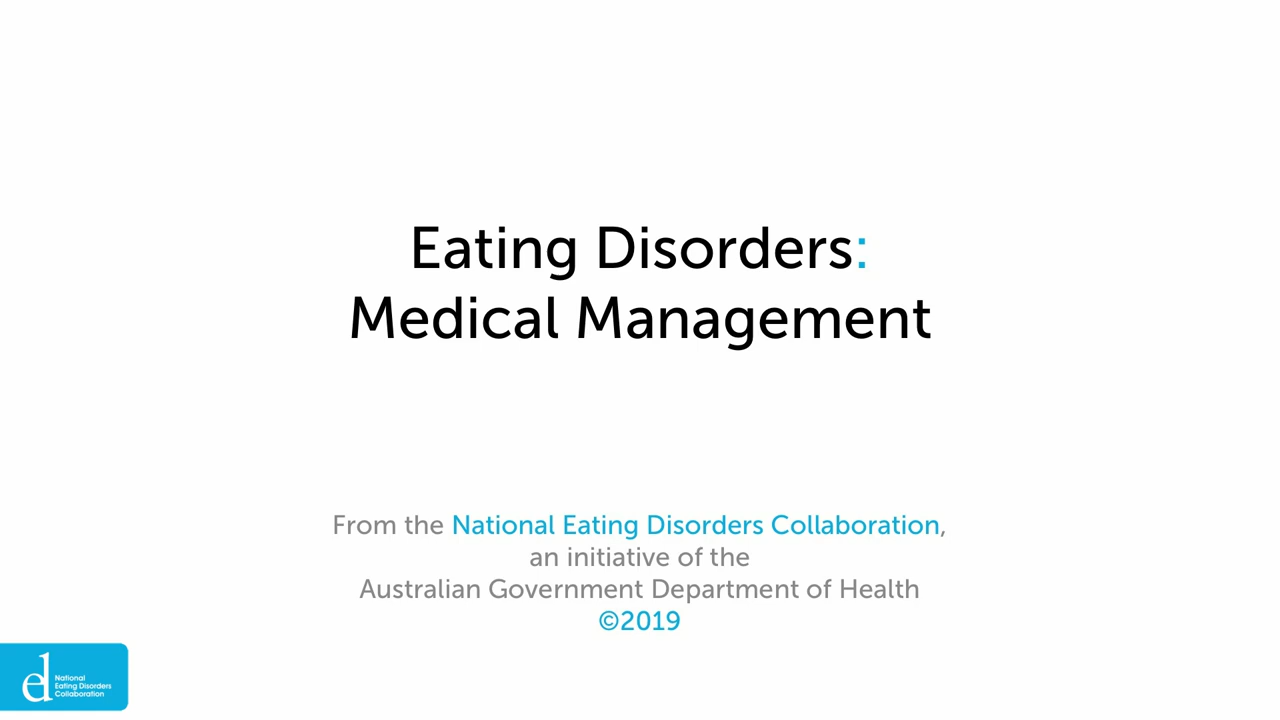 Eating Disorders:
Medical Management
From the National Eating Disorders Collaboration,
an initiative of the
Australian Government Department of Health
©2019
ed
National
Eating Disorders
Collaboration